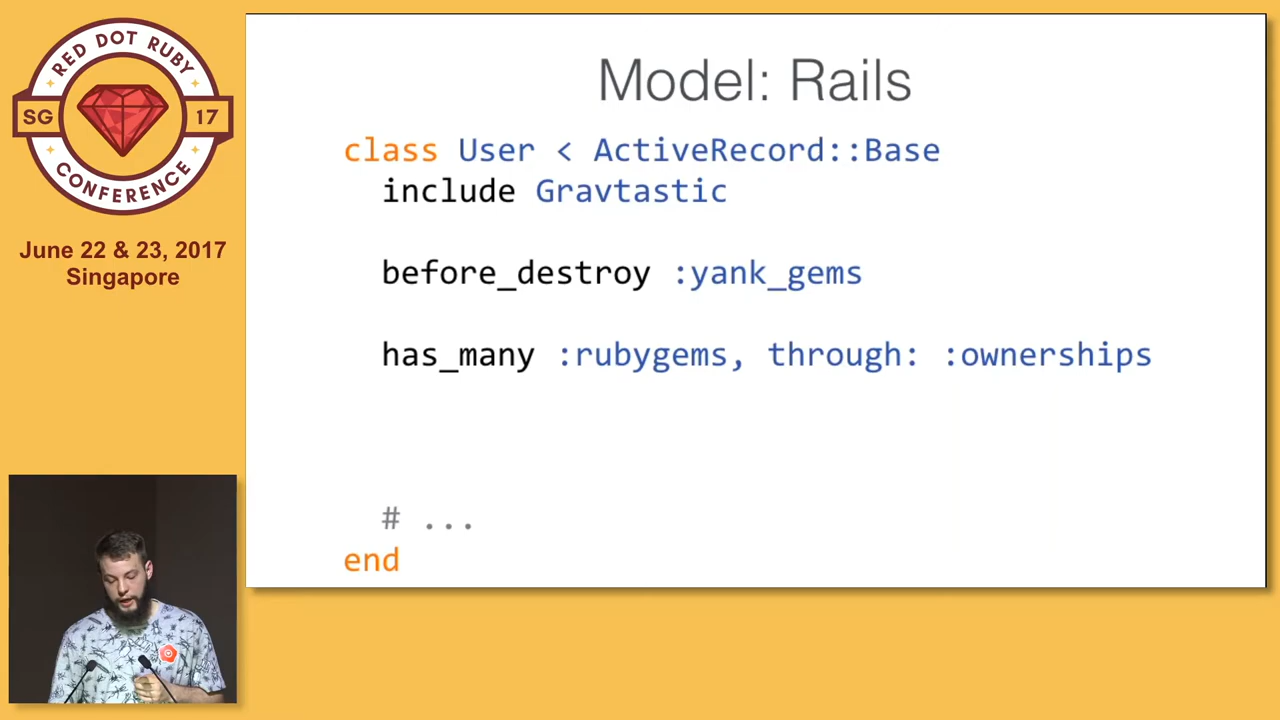 RED DOT RUBY
SG 17
CONFERENCE
June 22 & 23, 2017
Singapore
Model: Rails
class User < ActiveRecord::Base
  include Gravtastic
  before_destroy :yank_gems
  has_many :rubygems, through: :ownerships
  # ...
end